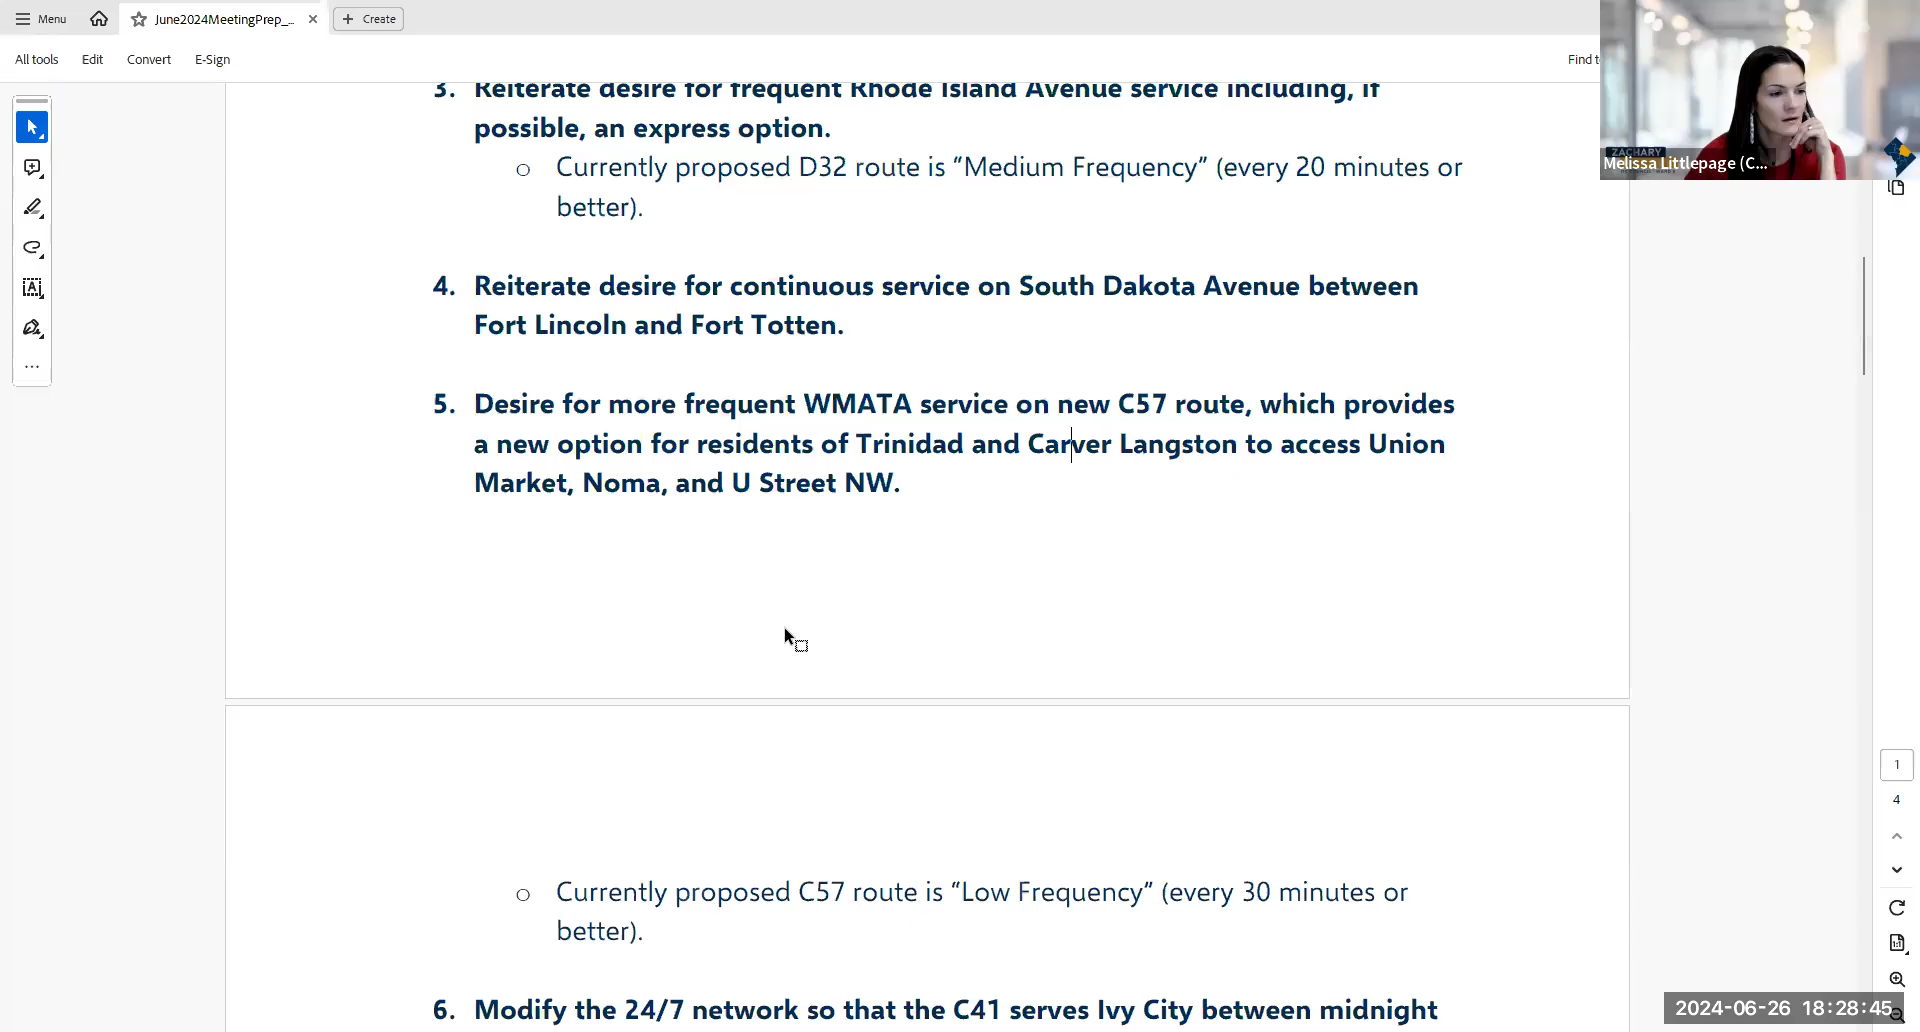 Menu
June2024MeetingPrep_...
Create
All tools
Edit
Convert
E-Sign
Find t
ZACHARY
Melissa Littlepage (C...
3. Reiterate desire for frequent Rhode Island Avenue service including, if
possible, an express option.
o Currently proposed D32 route is “Medium Frequency” (every 20 minutes or
better).
4. Reiterate desire for continuous service on South Dakota Avenue between
Fort Lincoln and Fort Totten.
5. Desire for more frequent WMATA service on new C57 route, which provides
a new option for residents of Trinidad and Carver Langston to access Union
Market, Noma, and U Street NW.
o Currently proposed C57 route is “Low Frequency” (every 30 minutes or
better).
6. Modify the 24/7 network so that the C41 serves Ivy City between midnight
1
4
2024-06-26 18:28:45